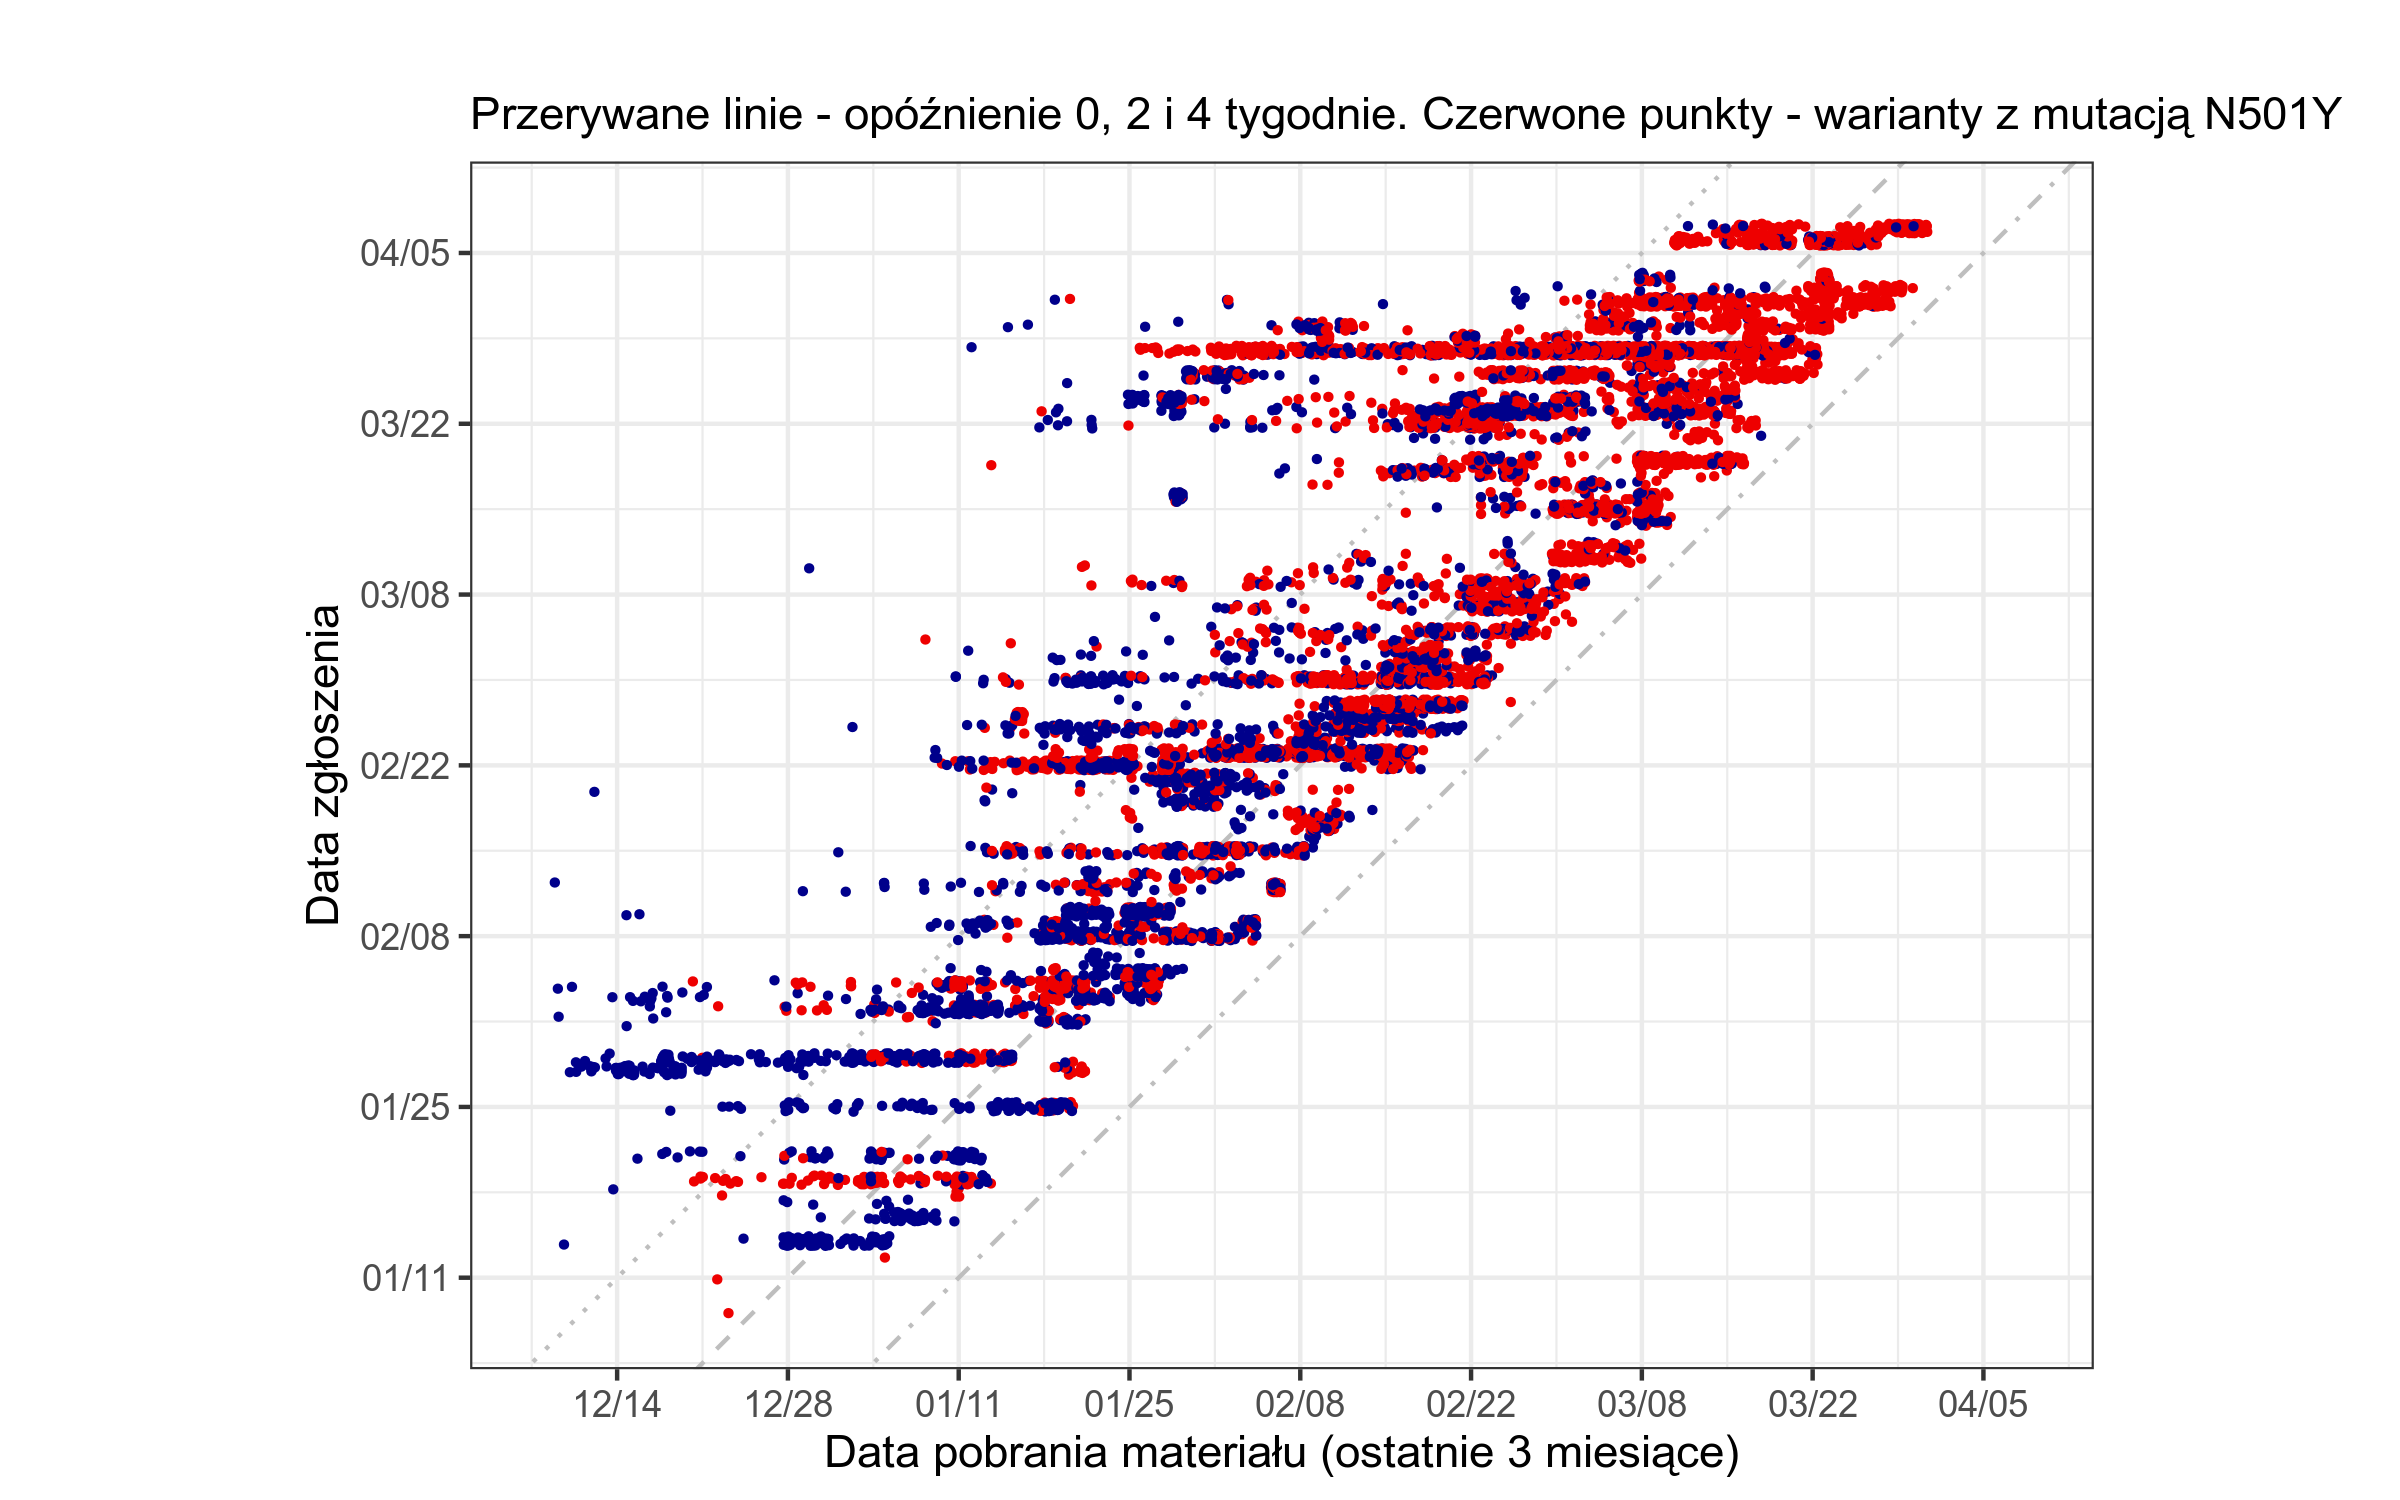 Przerywane linie - opóźnienie 0, 2 i 4 tygodnie. Czerwone punkty - warianty z mutacją N501Y
Data zgłoszenia
04/05
03/22
03/08
02/22
02/08
01/25
01/11
12/14 12/28 01/11 01/25 02/08 02/22 03/08 03/22 04/05
Data pobrania materiału (ostatnie 3 miesiące)